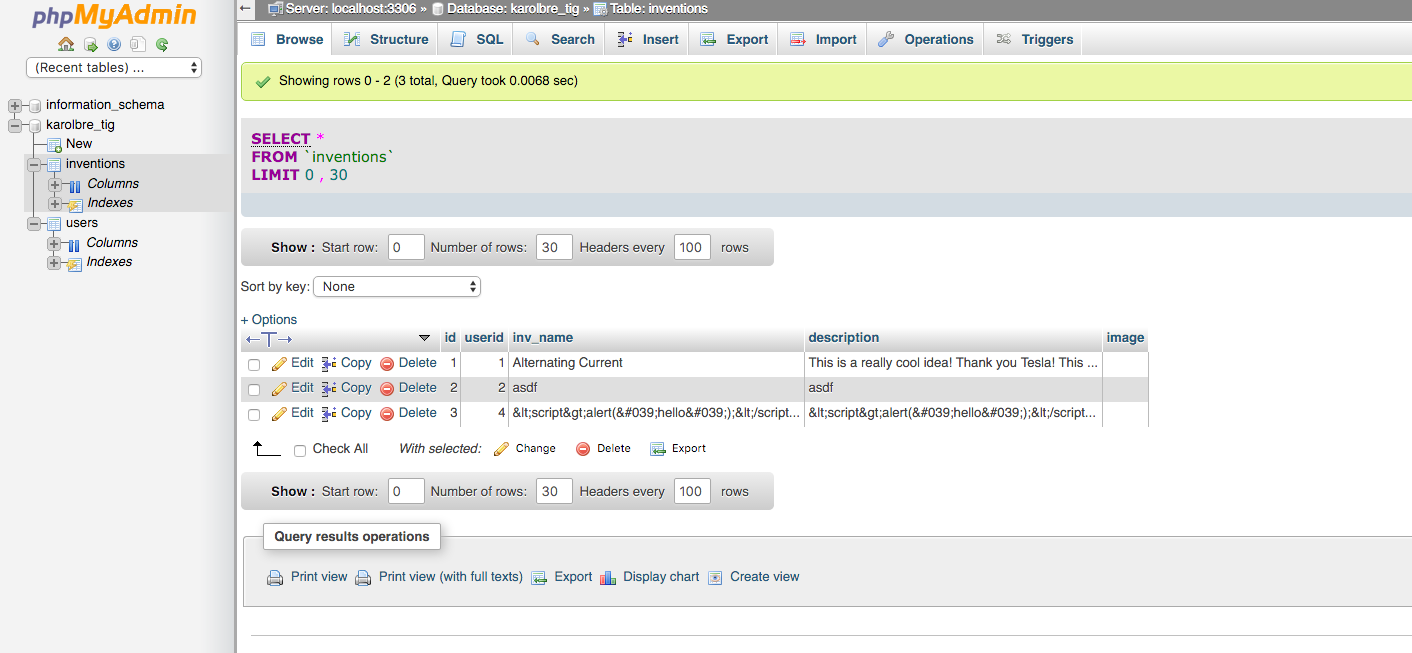 phpMyAdmin
(Recent tables) ...
information_schema
karolbre_tig
New
inventions
Columns
Indexes
users
Columns
Indexes
Server: localhost:3306 » Database: karolbre_tig » Table: inventions
Browse Structure SQL Search Insert Export Import Operations Triggers
Showing rows 0 - 2 (3 total, Query took 0.0068 sec)
SELECT *
FROM `inventions`
LIMIT 0 , 30
Show : Start row: 0 Number of rows: 30 Headers every 100 rows
Sort by key: None
+ Options
←T→ id userid inv_name description image
Edit Copy Delete 1 1 Alternating Current This is a really cool idea! Thank you Tesla! This ...
Edit Copy Delete 2 2 asdf asdf
Edit Copy Delete 3 4 &lt;script&gt;alert(&#039;hello&#039;);&lt;/script... &lt;script&gt;alert(&#039;hello&#039;);&lt;/script...
Check All With selected: Change Delete Export
Show : Start row: 0 Number of rows: 30 Headers every 100 rows
Query results operations
Print view Print view (with full texts) Export Display chart Create view